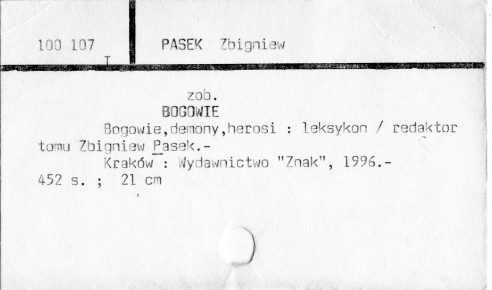 100 107 PASEK Zbigniew
zob.
BOGOWIE
Bogowie,demony,herosi : leksykon / redaktor
tomu Zbigniew Pasek.-
Kraków : Wydawnictwo "Znak", 1996.-
452 s. ; 21 cm